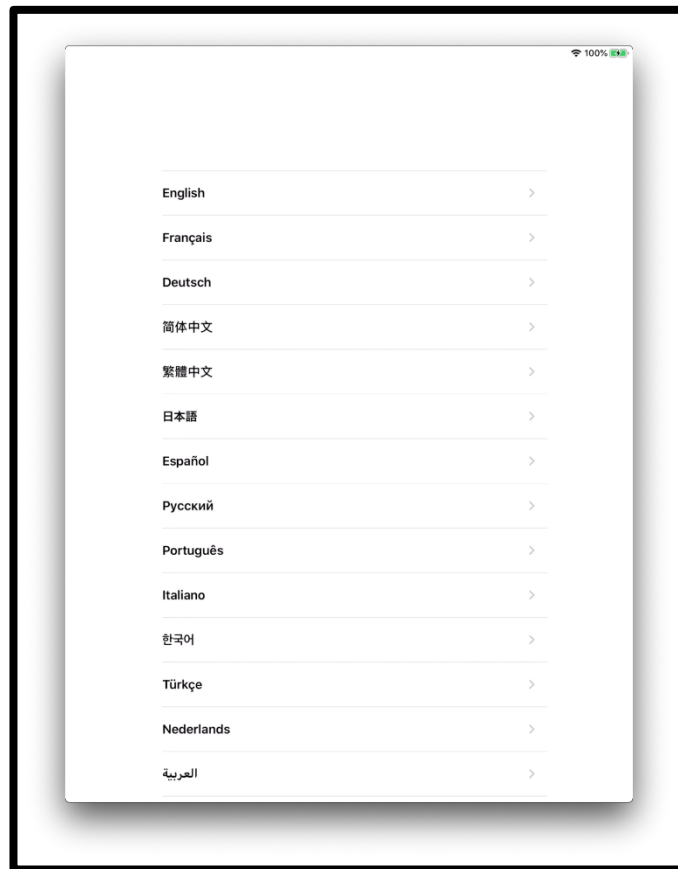 100%
English
Français
Deutsch
简体中文
繁體中文
日本語
Español
Русский
Português
Italiano
한국어
Türkçe
Nederlands
العربية